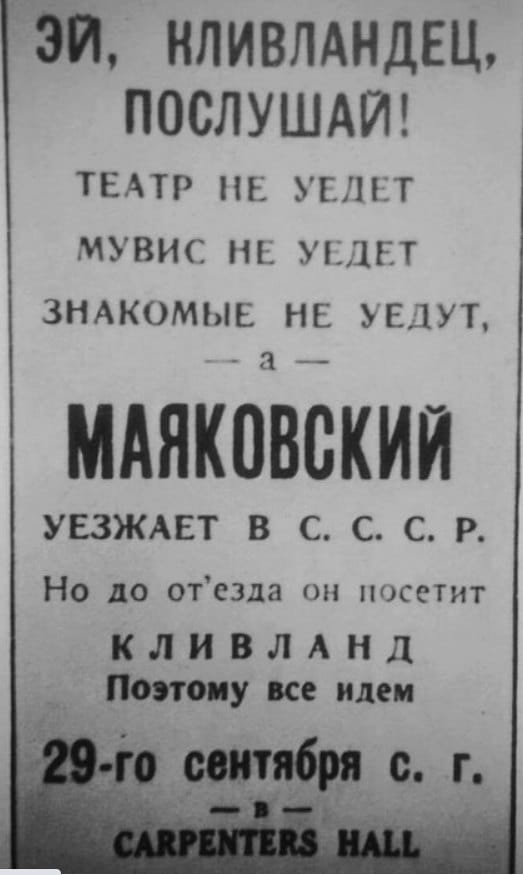 ЭЙ, КЛИВЛАНДЕЦ,
ПОСЛУШАЙ!
ТЕАТР НЕ УЕДЕТ
МУВИС НЕ УЕДЕТ
ЗНАКОМЫЕ НЕ УЕДУТ,
— а —
МАЯКОВСКИЙ
УЕЗЖАЕТ В С. С. С. Р.
Но до от'езда он посетит
КЛИВЛАНД
Поэтому все идем
29-го сентября с. г.
— в —
CARPENTERS HALL